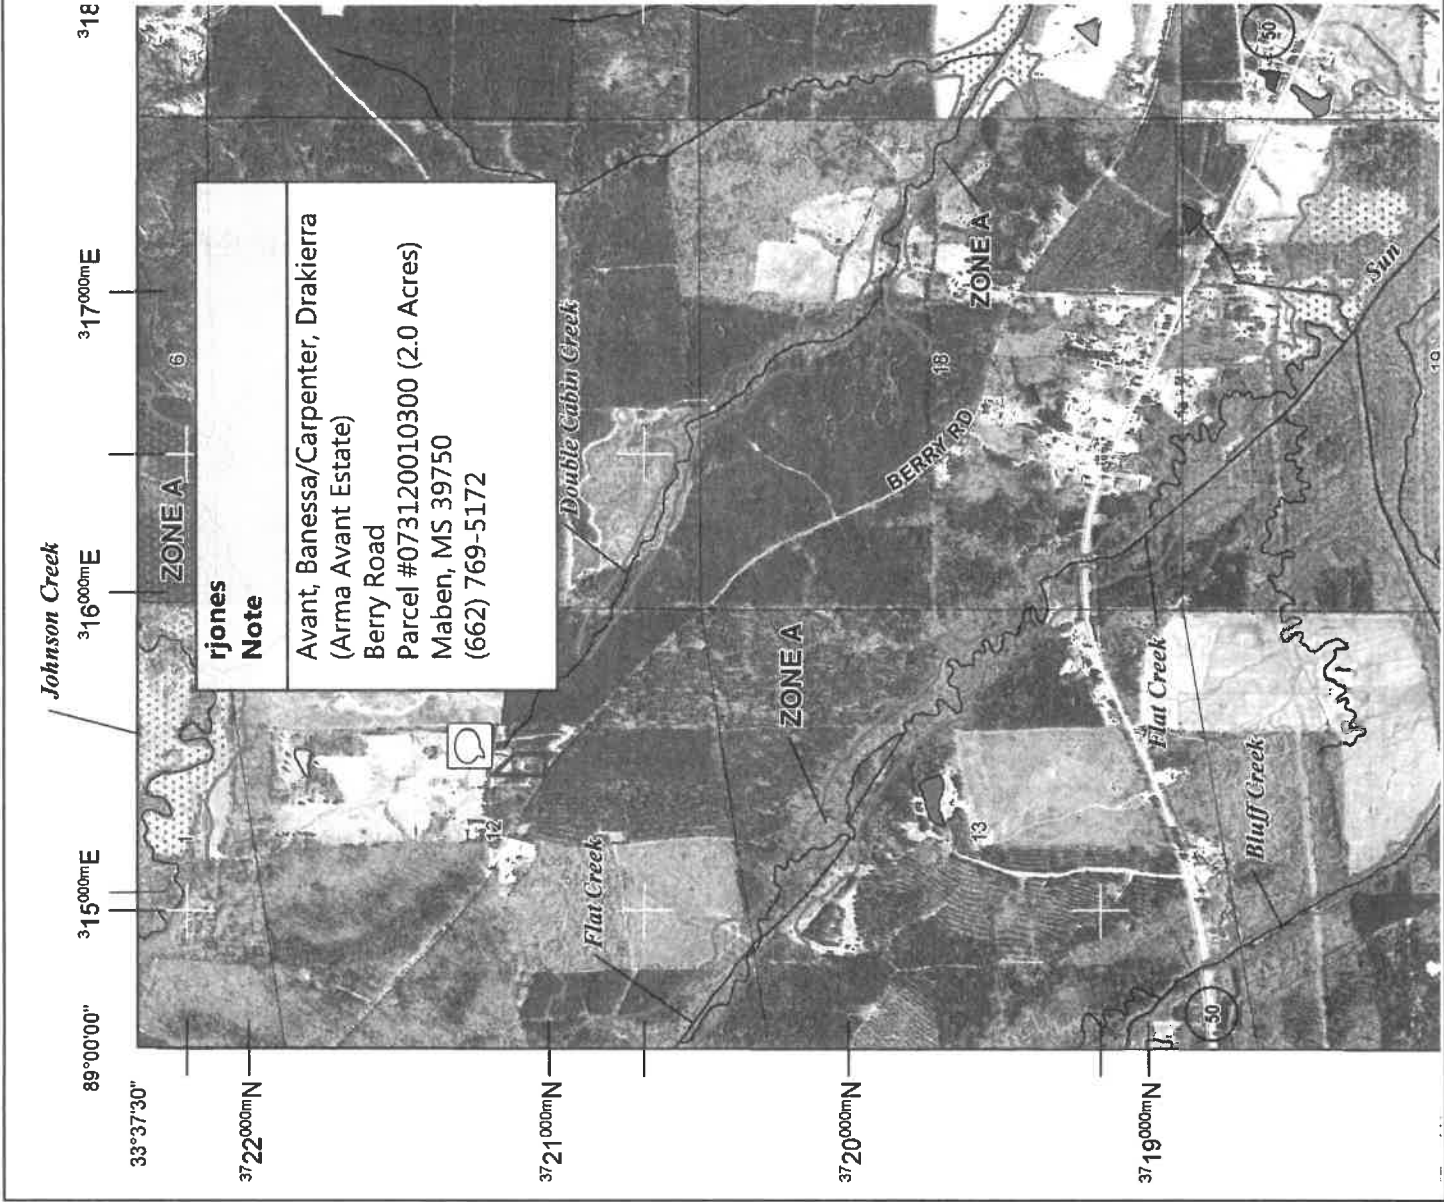 Johnson Creek
89°00'00"
315000mE
316000mE
317000mE
318
33°37'30"
3722000mN
3721000mN
3720000mN
3719000mN
ZONE A
6
1
rjones
Note
Avant, Banessa/Carpenter, Drakierra
(Arma Avant Estate)
Berry Road
Parcel #073120010300 (2.0 Acres)
Maben, MS 39750
(662) 769-5172
12
Double Cabin Creek
Flat Creek
ZONE A
BERRY RD
18
ZONE A
13
Flat Creek
Bluff Creek
Sun
50
50
19